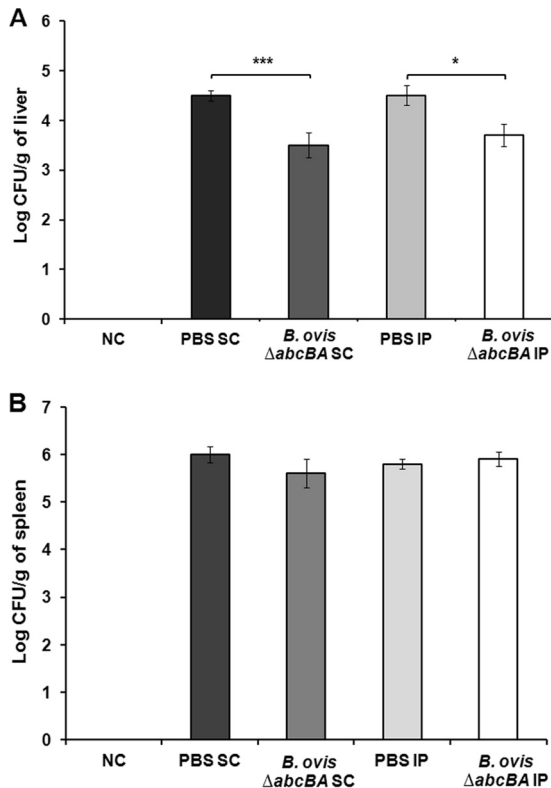 A
Log CFU/g of liver
6
5
4
3
2
1
0
***
*
NC
PBS SC
B. ovis
ΔabcBA SC
PBS IP
B. ovis
ΔabcBA IP
B
Log CFU/g of spleen
7
6
5
4
3
2
1
0
NC
PBS SC
B. ovis
ΔabcBA SC
PBS IP
B. ovis
ΔabcBA IP